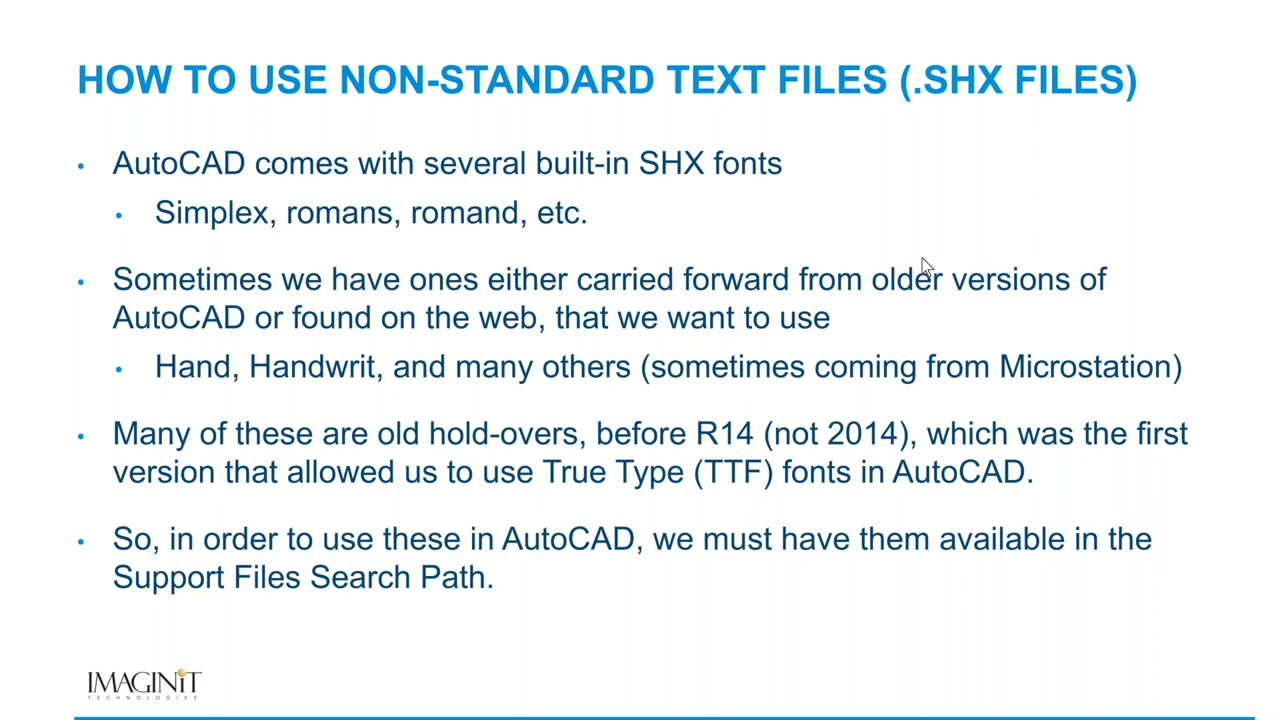 HOW TO USE NON-STANDARD TEXT FILES (.SHX FILES)
• AutoCAD comes with several built-in SHX fonts
• Simplex, romans, romand, etc.
• Sometimes we have ones either carried forward from older versions of
AutoCAD or found on the web, that we want to use
• Hand, Handwrit, and many others (sometimes coming from Microstation)
• Many of these are old hold-overs, before R14 (not 2014), which was the first
version that allowed us to use True Type (TTF) fonts in AutoCAD.
• So, in order to use these in AutoCAD, we must have them available in the
Support Files Search Path.
IMAGINiT
TECHNOLOGIES